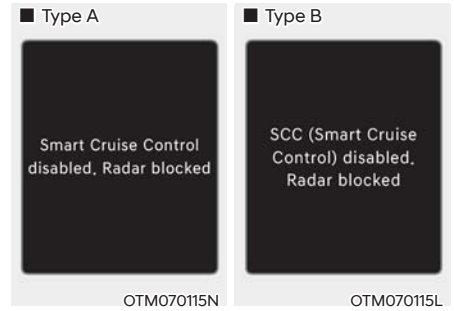 ■ Type A
Smart Cruise Control
disabled. Radar blocked
OTM070115N
■ Type B
SCC (Smart Cruise
Control) disabled.
Radar blocked
OTM070115L